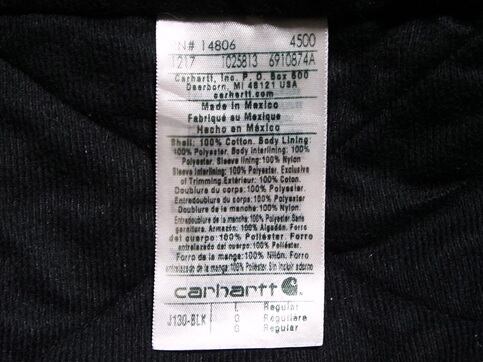 N# 14806 4500
1217 1025813 6910874A
Carhartt, Inc. P. O. Box 600
Dearborn, MI 48121 USA
carhartt.com
Made in Mexico
Fabriqué au Mexique
Hecho en México
Shell: 100% Cotton. Body Lining:
100% Polyester. Body interlining: 100%
Polyester. Sleeve lining: 100% Nylon
Sleeve Interlining: 100% Polyester. Exclusive
of Trimming.Extérieur: 100% Coton.
Doublure du corps: 100% Polyester.
Entredoublure du corps: 100% Polyester.
Doublure de la manche: 100% Nylon.
Entredoublure de la manche: 100% Polyester Sans
garniture. Armazón: 100% Algodón. Forro
del cuerpo: 100% Poliéster. Forro
entrelazado del cuerpo: 100% Poliéster.
Forro de la manga: 100% Nilón. Forro
entrelazado de la manga: 100% Poliéster Sin incluir adorno
carhartt
J130-BLK L Regular
G Reguliere
G Regular